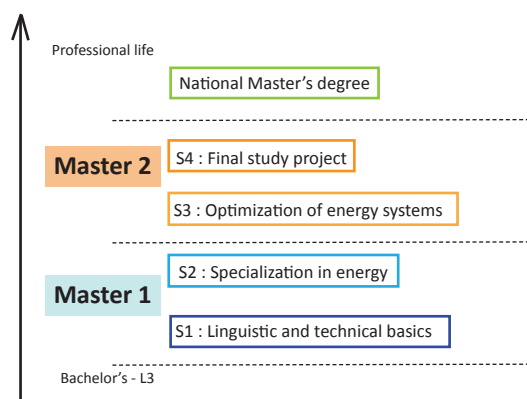 Professional life
National Master's degree
Master 2
S4 : Final study project
S3 : Optimization of energy systems
Master 1
S2 : Specialization in energy
S1 : Linguistic and technical basics
Bachelor's - L3